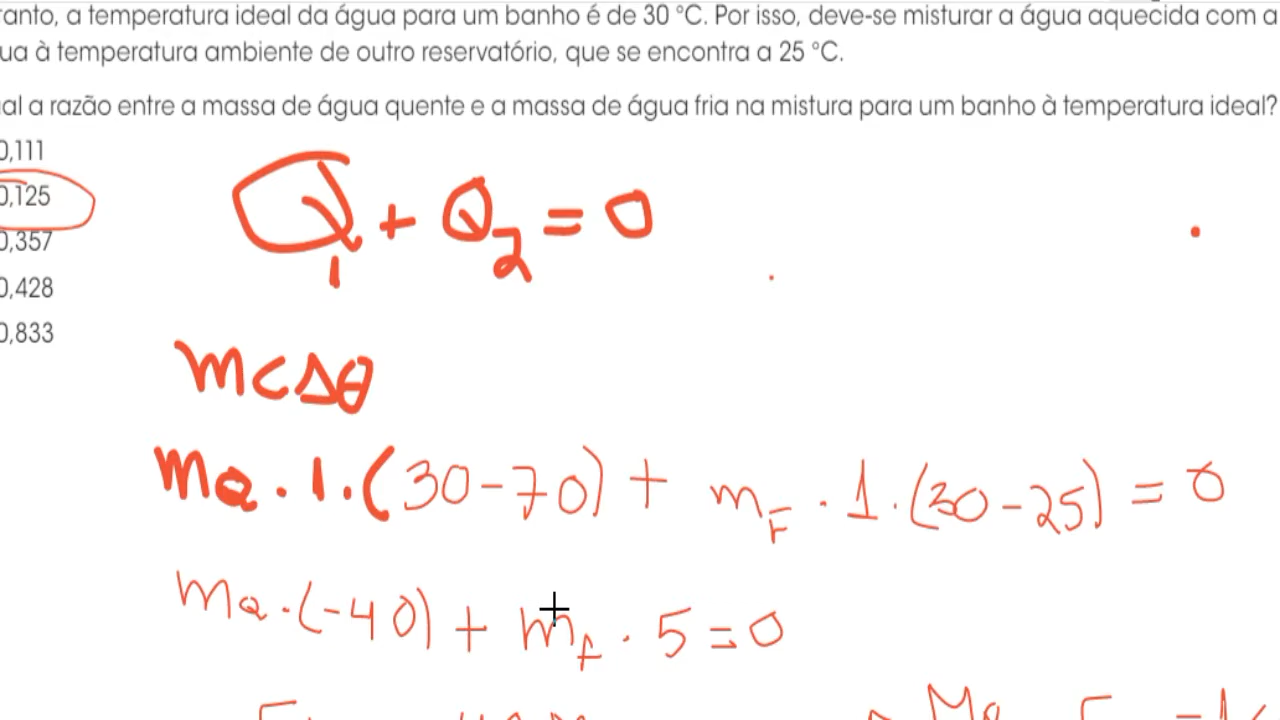 a temperatura ideal da água para um banho é de 30 °C. Por isso, deve-se misturar a água aquecida com a
à temperatura ambiente de outro reservatório, que se encontra a 25 °C.
a razão entre a massa de água quente e a massa de água fria na mistura para um banho à temperatura ideal?
0,111
0,125
0,357
0,428
0,833
Q1 + Q2 = 0
mcΔθ
mQ . 1 . (30 - 70) + mF . 1 . (30 - 25) = 0
mQ . (-40) + mf . 5 = 0